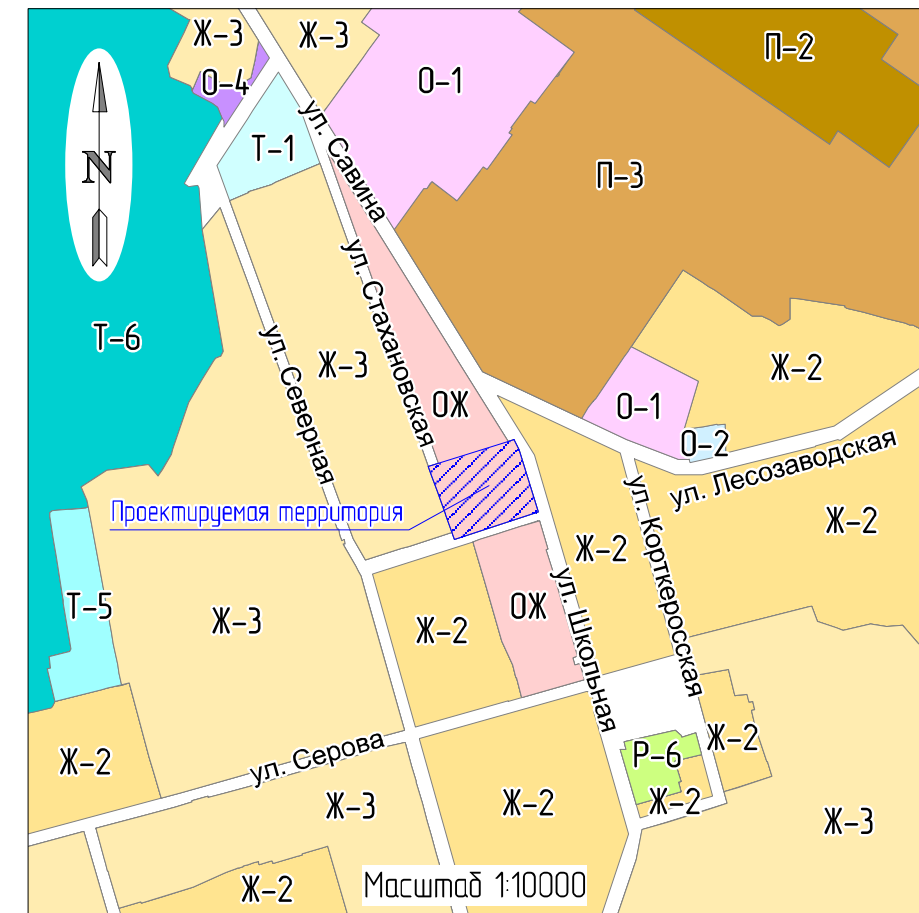 Ж-3
Ж-3
П-2
О-4
О-1
ул. Савина
Т-1
П-3
N
ул. Стахановская
Т-6
ул. Северная
Ж-3
Ж-2
ОЖ
О-1
О-2
ул. Лесозаводская
Проектируемая территория
ул. Корткеросская
Ж-2
Ж-2
Т-5
Ж-3
Ж-2
ОЖ
ул. Школьная
Ж-2
ул. Серова
Р-6
Ж-2
Ж-3
Ж-2
Ж-2
Ж-3
Ж-2
Масштаб 1:10000